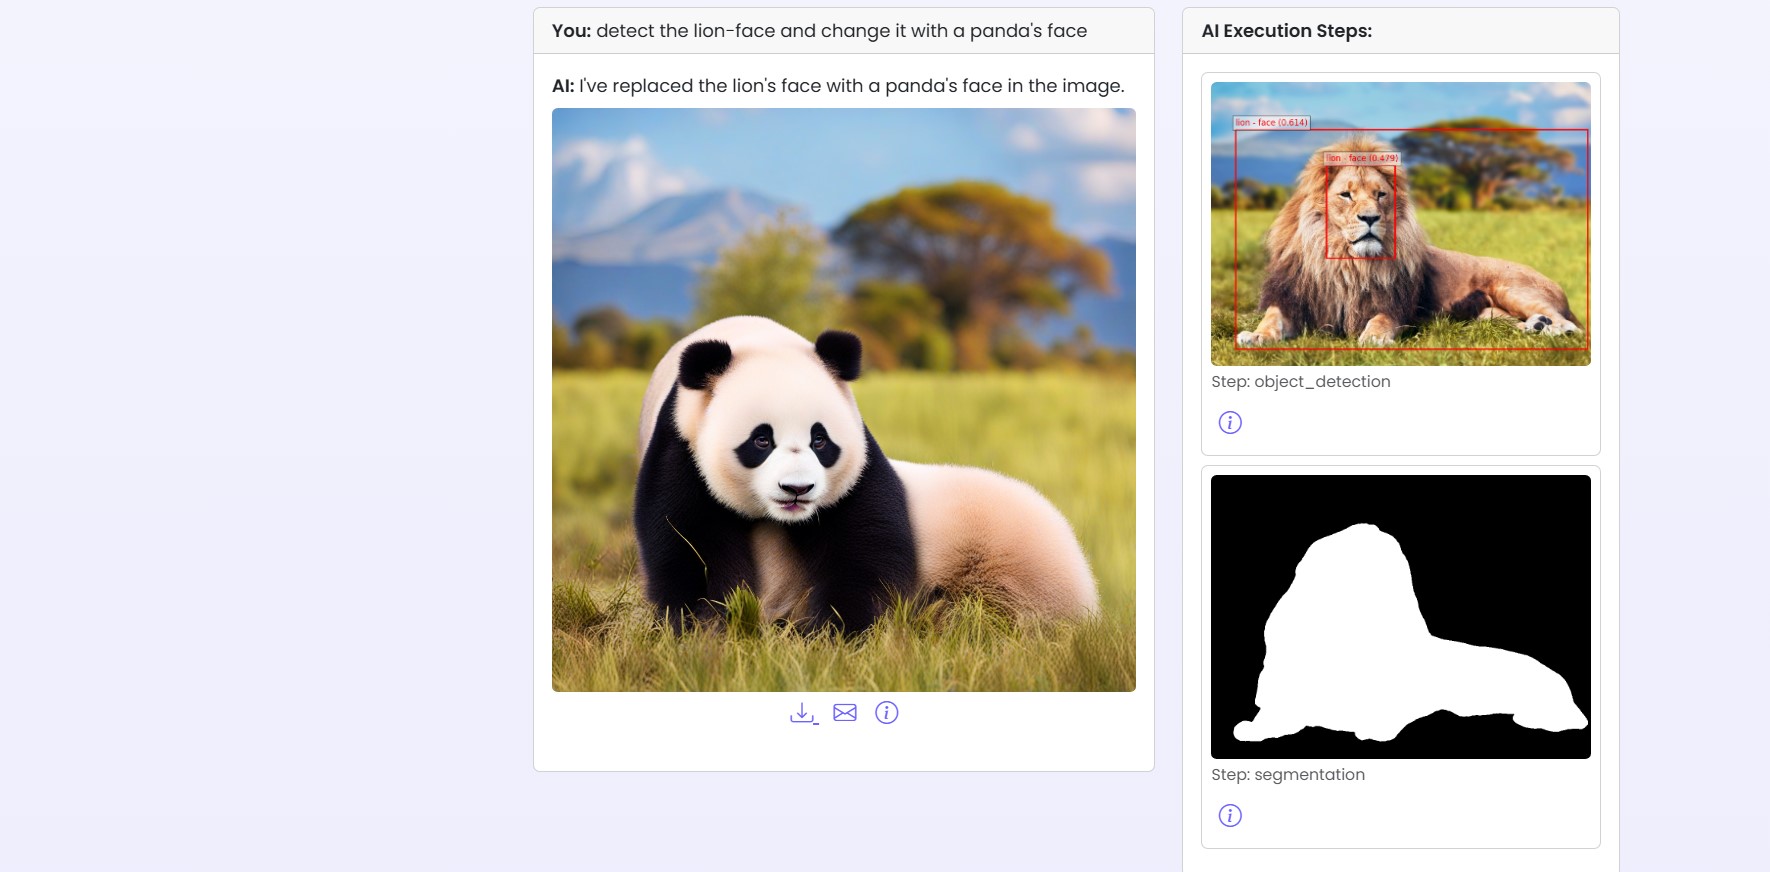 You: detect the lion-face and change it with a panda's face
AI: I've replaced the lion's face with a panda's face in the image.
AI Execution Steps:
lion - face (0.614)
lion - face (0.479)
Step: object_detection
Step: segmentation